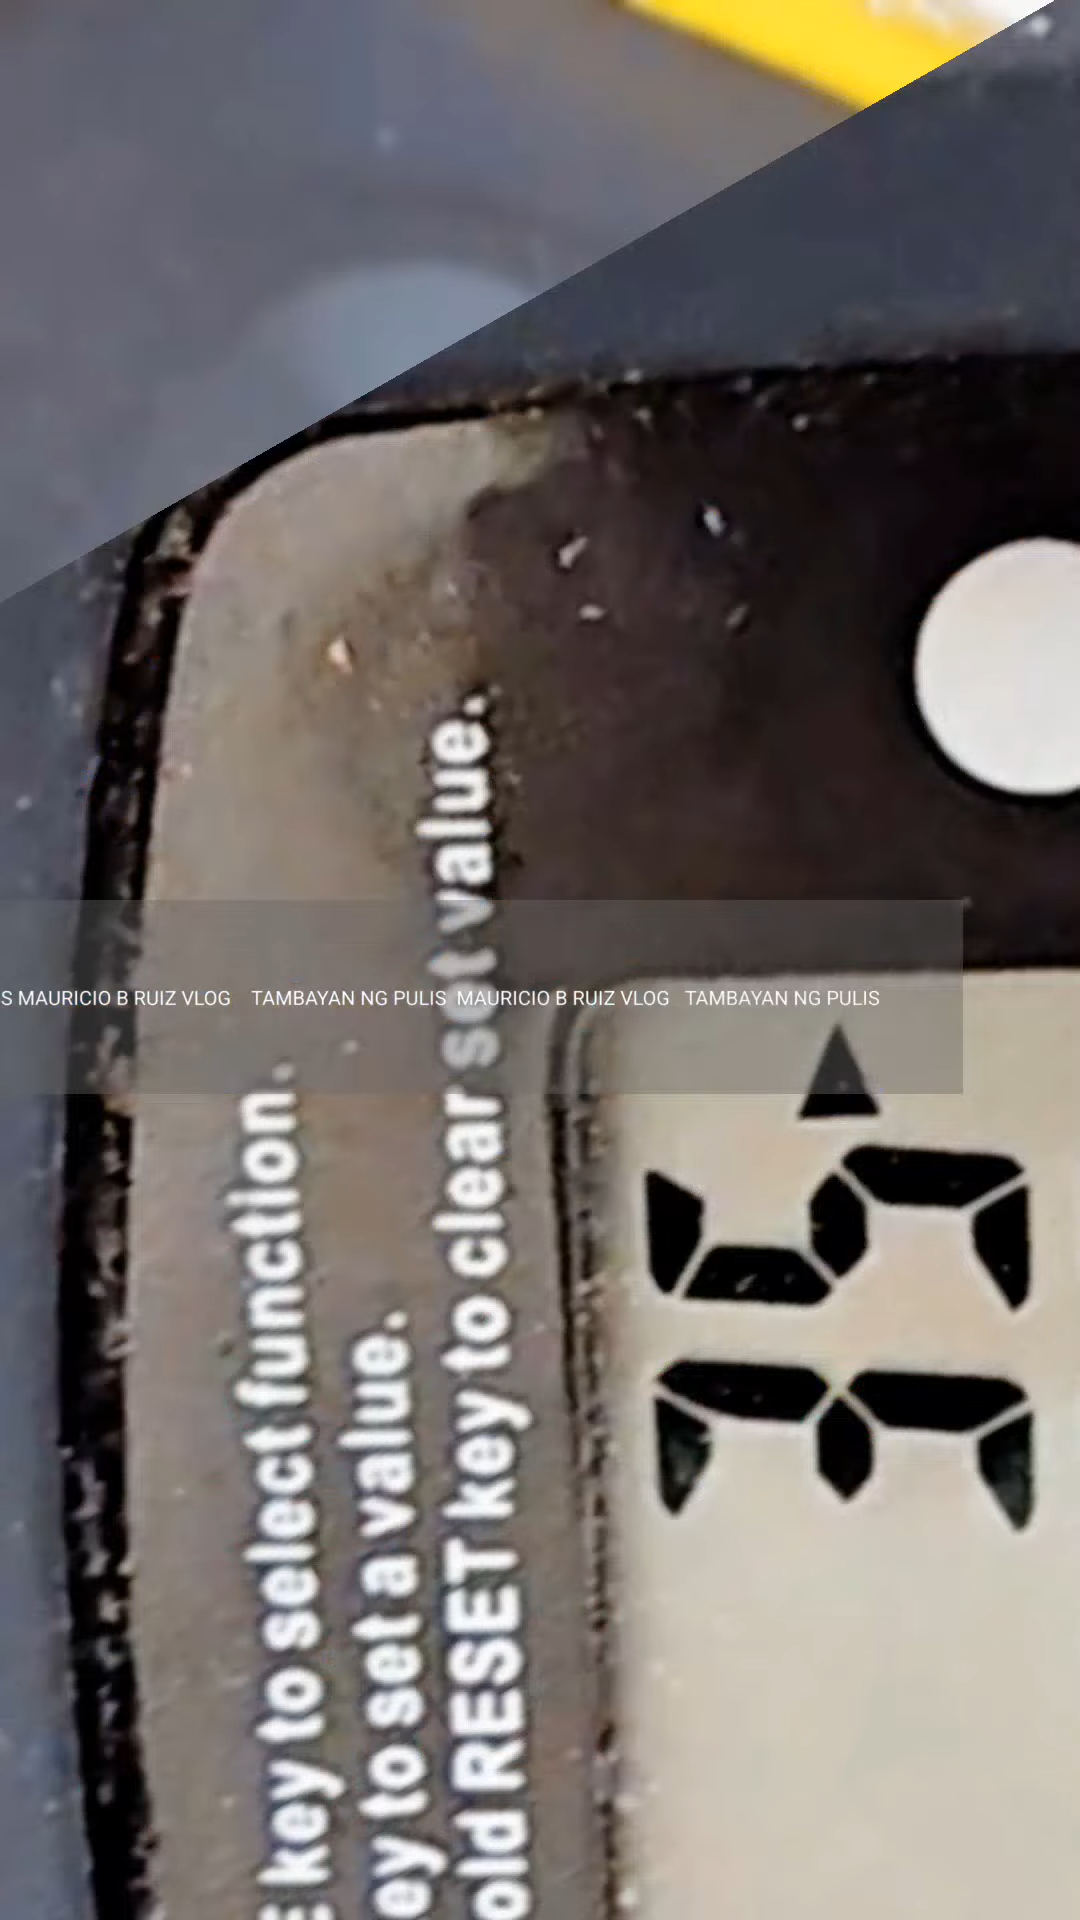 S MAURICIO B RUIZ VLOG TAMBAYAN NG PULIS MAURICIO B RUIZ VLOG TAMBAYAN NG PULIS
E key to select function.
ey to set a value.
old RESET key to clear set value.
35